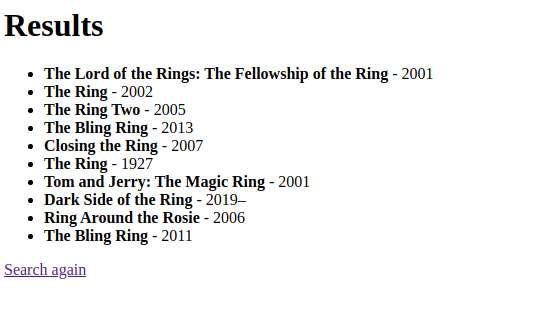 Results
The Lord of the Rings: The Fellowship of the Ring - 2001
The Ring - 2002
The Ring Two - 2005
The Bling Ring - 2013
Closing the Ring - 2007
The Ring - 1927
Tom and Jerry: The Magic Ring - 2001
Dark Side of the Ring - 2019–
Ring Around the Rosie - 2006
The Bling Ring - 2011
Search again